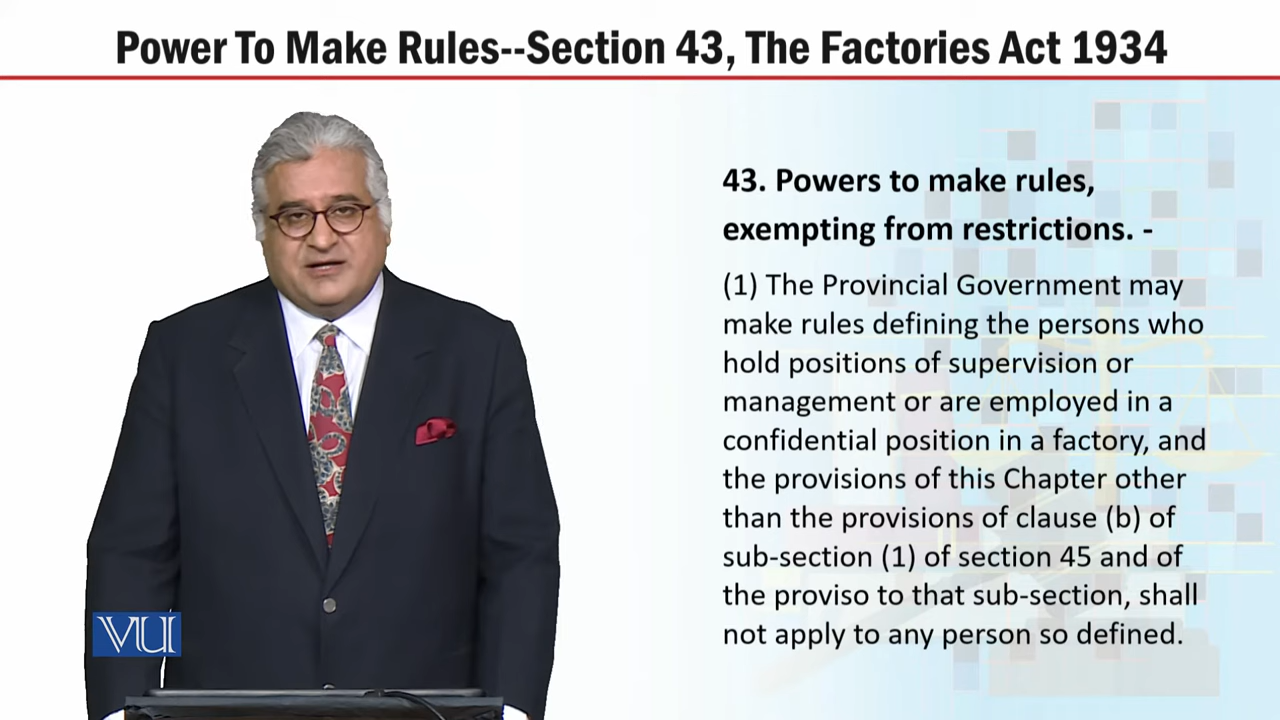 Power To Make Rules--Section 43, The Factories Act 1934
43. Powers to make rules,
exempting from restrictions. -
(1) The Provincial Government may
make rules defining the persons who
hold positions of supervision or
management or are employed in a
confidential position in a factory, and
the provisions of this Chapter other
than the provisions of clause (b) of
sub-section (1) of section 45 and of
the proviso to that sub-section, shall
not apply to any person so defined.
VU